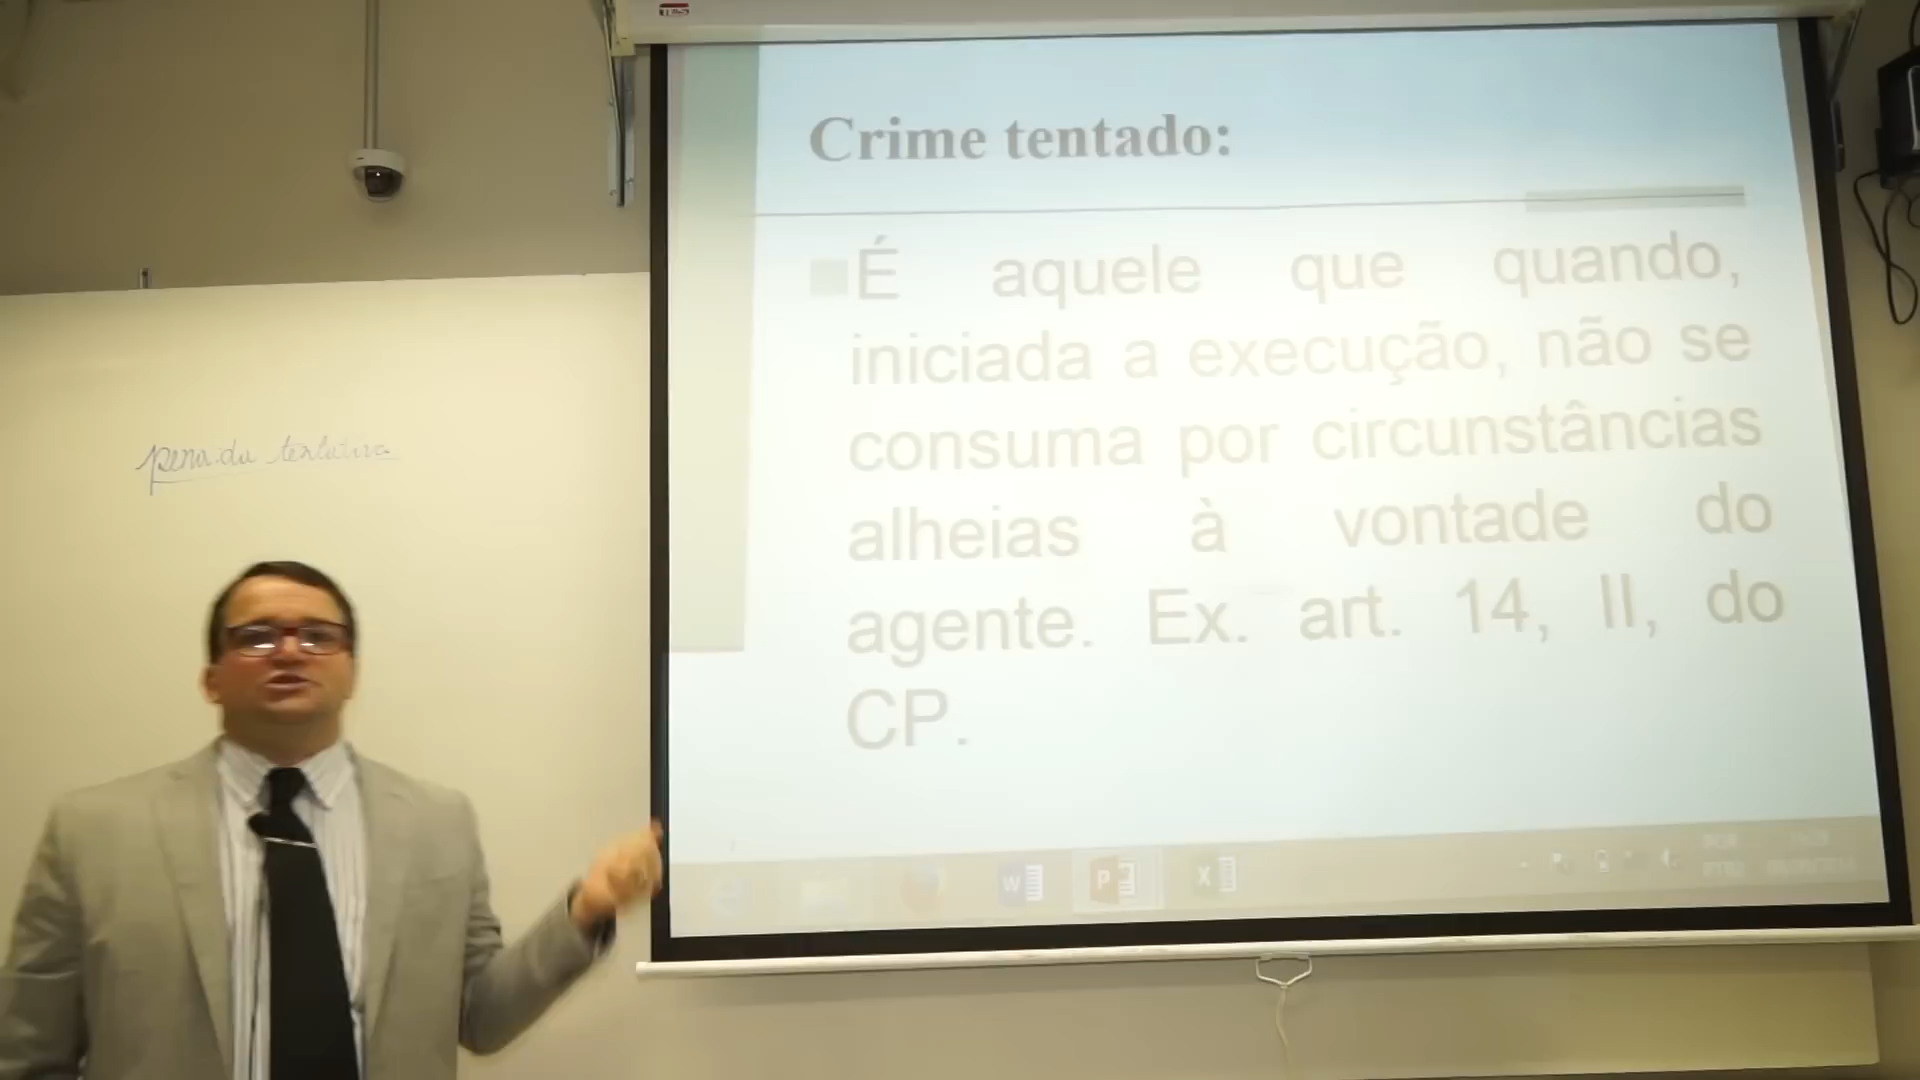 Crime tentado:
É aquele que quando,
iniciada a execução, não se
consuma por circunstâncias
alheias à vontade do
agente. Ex. art. 14, II, do
CP.
pena da tentativa